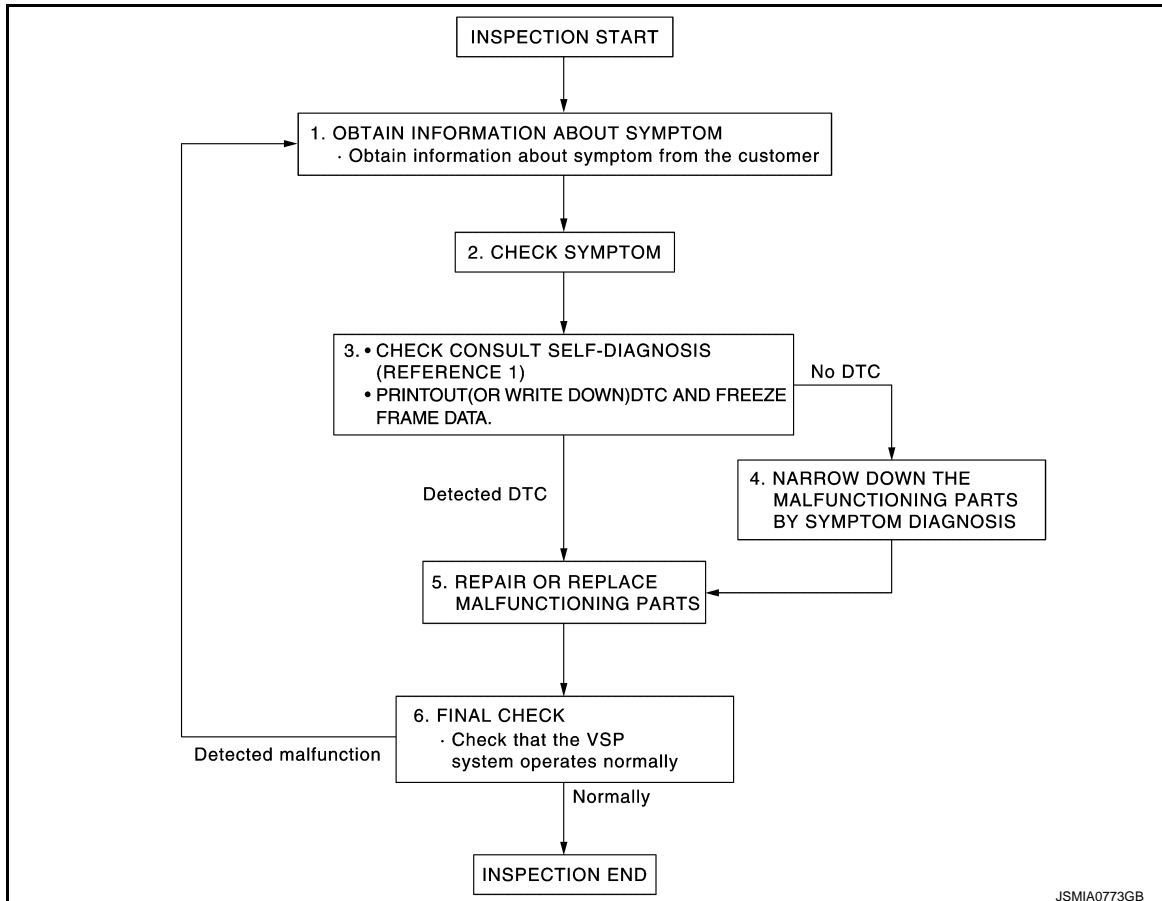 INSPECTION START
1. OBTAIN INFORMATION ABOUT SYMPTOM
· Obtain information about symptom from the customer
2. CHECK SYMPTOM
3. • CHECK CONSULT SELF-DIAGNOSIS
(REFERENCE 1)
• PRINTOUT(OR WRITE DOWN)DTC AND FREEZE
FRAME DATA.
No DTC
4. NARROW DOWN THE
MALFUNCTIONING PARTS
BY SYMPTOM DIAGNOSIS
Detected DTC
5. REPAIR OR REPLACE
MALFUNCTIONING PARTS
6. FINAL CHECK
· Check that the VSP
system operates normally
Detected malfunction
Normally
INSPECTION END
JSMIA0773GB